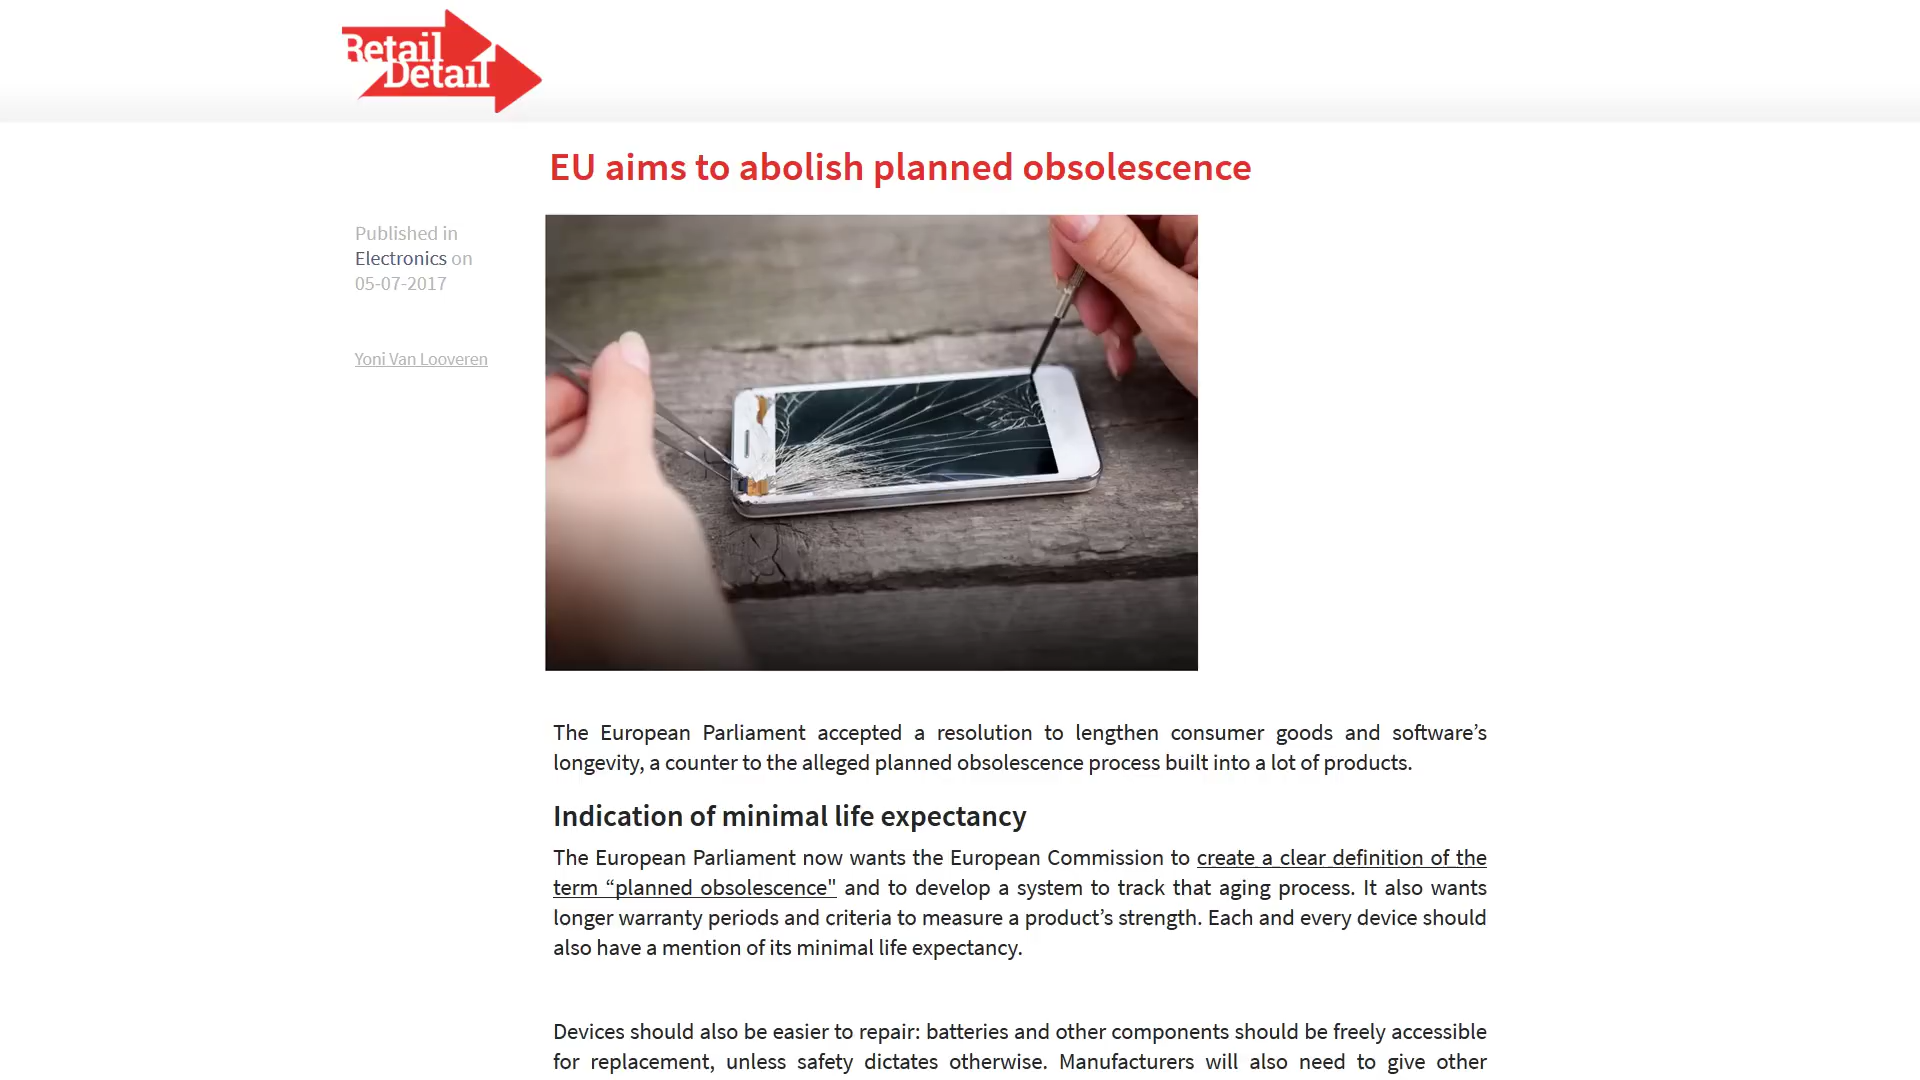 Retail
Detail
EU aims to abolish planned obsolescence
Published in
Electronics on
05-07-2017
Yoni Van Looveren
The European Parliament accepted a resolution to lengthen consumer goods and software’s
longevity, a counter to the alleged planned obsolescence process built into a lot of products.
Indication of minimal life expectancy
The European Parliament now wants the European Commission to create a clear definition of the
term “planned obsolescence" and to develop a system to track that aging process. It also wants
longer warranty periods and criteria to measure a product’s strength. Each and every device should
also have a mention of its minimal life expectancy.
Devices should also be easier to repair: batteries and other components should be freely accessible
for replacement, unless safety dictates otherwise. Manufacturers will also need to give other